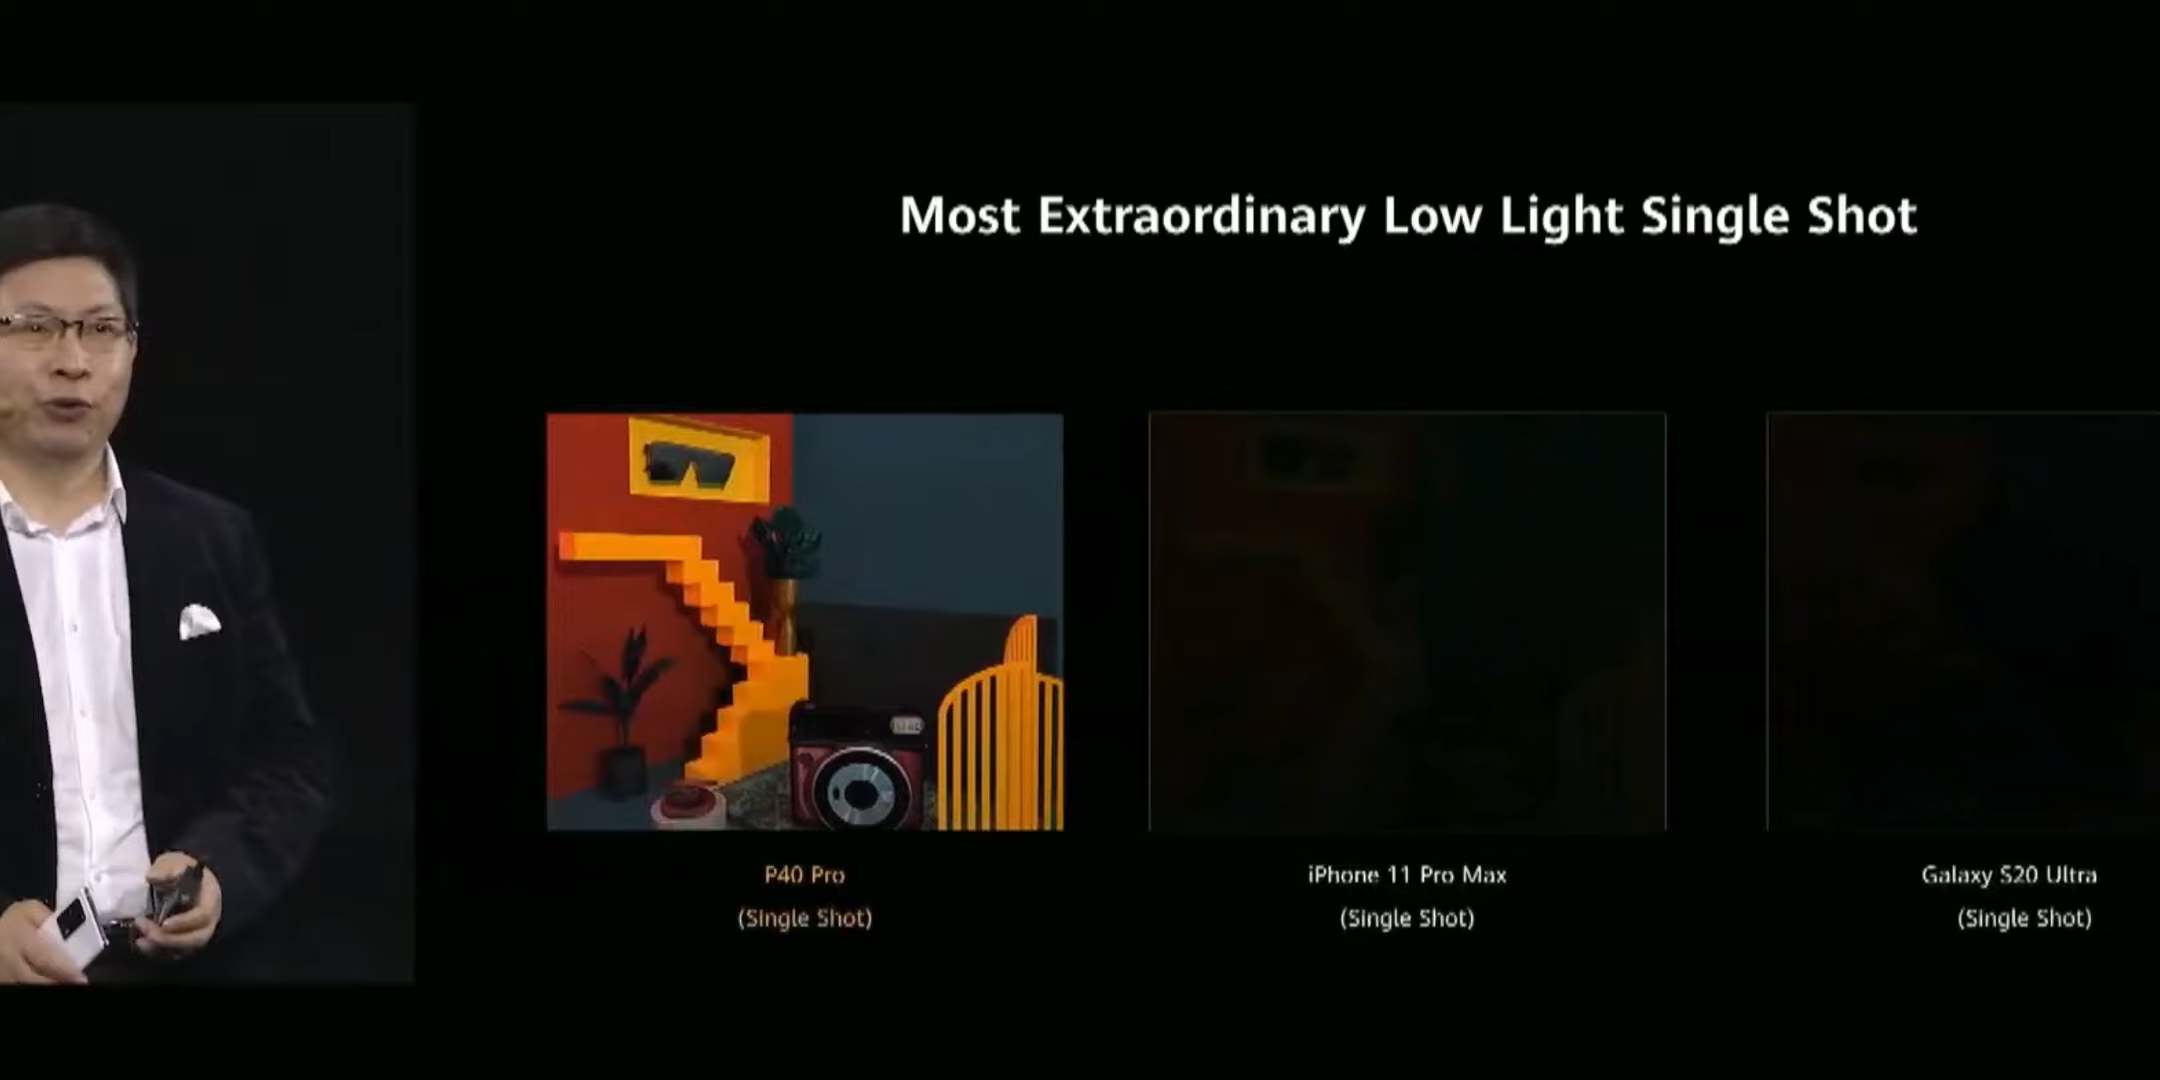 Most Extraordinary Low Light Single Shot
P40 Pro
(Single Shot)
iPhone 11 Pro Max
(Single Shot)
Galaxy S20 Ultra
(Single Shot)